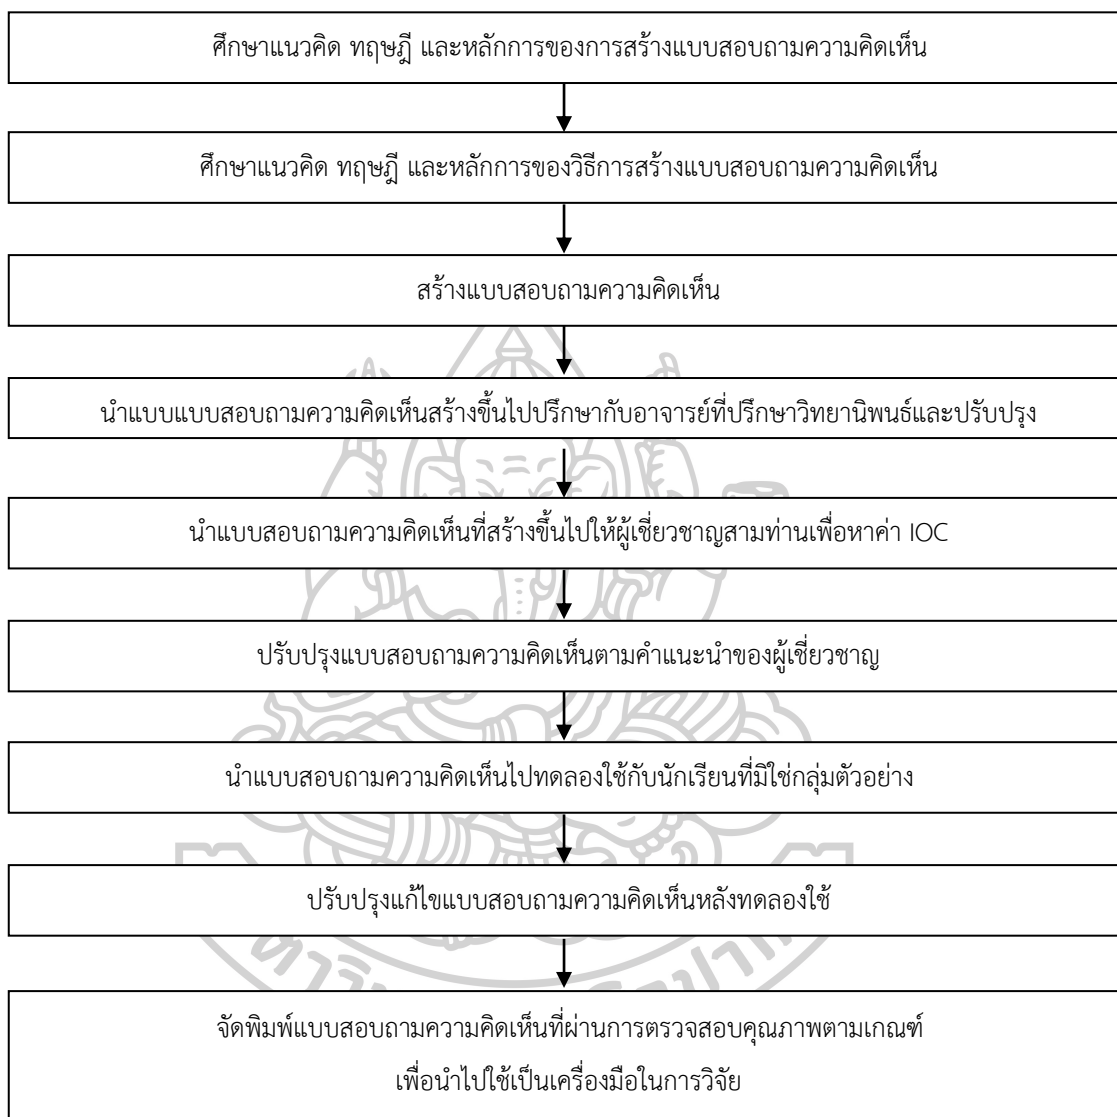 ศึกษาแนวคิด ทฤษฎี และหลักการของการสร้างแบบสอบถามความคิดเห็น
ศึกษาแนวคิด ทฤษฎี และหลักการของวิธีการสร้างแบบสอบถามความคิดเห็น
สร้างแบบสอบถามความคิดเห็น
นำแบบแบบสอบถามความคิดเห็นสร้างขึ้นไปปรึกษากับอาจารย์ที่ปรึกษาวิทยานิพนธ์และปรับปรุง
นำแบบสอบถามความคิดเห็นที่สร้างขึ้นไปให้ผู้เชี่ยวชาญสามท่านเพื่อหาค่า IOC
ปรับปรุงแบบสอบถามความคิดเห็นตามคำแนะนำของผู้เชี่ยวชาญ
นำแบบสอบถามความคิดเห็นไปทดลองใช้กับนักเรียนที่มิใช่กลุ่มตัวอย่าง
ปรับปรุงแก้ไขแบบสอบถามความคิดเห็นหลังทดลองใช้
จัดพิมพ์แบบสอบถามความคิดเห็นที่ผ่านการตรวจสอบคุณภาพตามเกณฑ์
เพื่อนำไปใช้เป็นเครื่องมือในการวิจัย